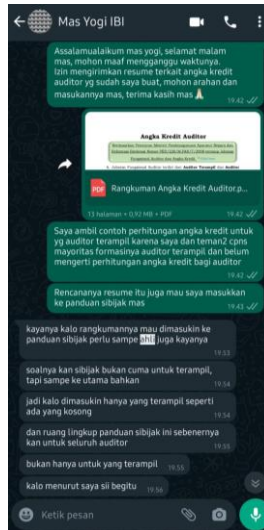 Mas Yogi IBI
Assalamualaikum mas yogi, selamat malam
mas, mohon maaf mengganggu waktunya.
Izin mengirimkan resume terkait angka kredit
auditor yg sudah saya buat, mohon arahan dan
masukannya mas, terima kasih mas🙏
19.42
Angka Kredit Auditor
PDF
Rangkuman Angka Kredit Auditor.p...
13 halaman • 0,92 MB • PDF
19.42
Saya ambil contoh perhitungan angka kredit untuk
yg auditor terampil karena saya dan teman2 cpns
mayoritas formasinya auditor terampil dan belum
mengerti perhitungan angka kredit bagi auditor
19.42
Rencananya resume itu juga mau saya masukkan
ke panduan sibijak mas
19.43
kayanya kalo rangkumannya mau dimasukin ke
panduan sibijak perlu sampe ahli juga kayanya
19.53
soalnya kan sibijak bukan cuma untuk terampil,
tapi sampe ke utama bahkan
19.54
jadi kalo dimasukin hanya yang terampil seperti
ada yang kosong
19.54
dan ruang lingkup panduan sibijak ini sebenernya
kan untuk seluruh auditor
19.55
bukan hanya untuk yang terampil
19.56
kalo menurut saya sii begitu
19.56
Ketik pesan